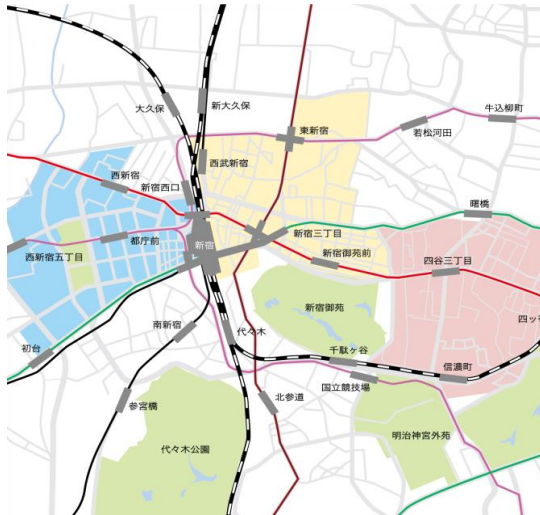 大久保
新大久保
牛込柳町
東新宿
若松河田
西武新宿
西新宿
新宿西口
曙橋
新宿三丁目
都庁前
新宿
西新宿五丁目
新宿御苑前
四谷三丁目
新宿御苑
四ッ
初台
南新宿
代々木
千駄ヶ谷
信濃町
国立競技場
参宮橋
北参道
代々木公園
明治神宮外苑